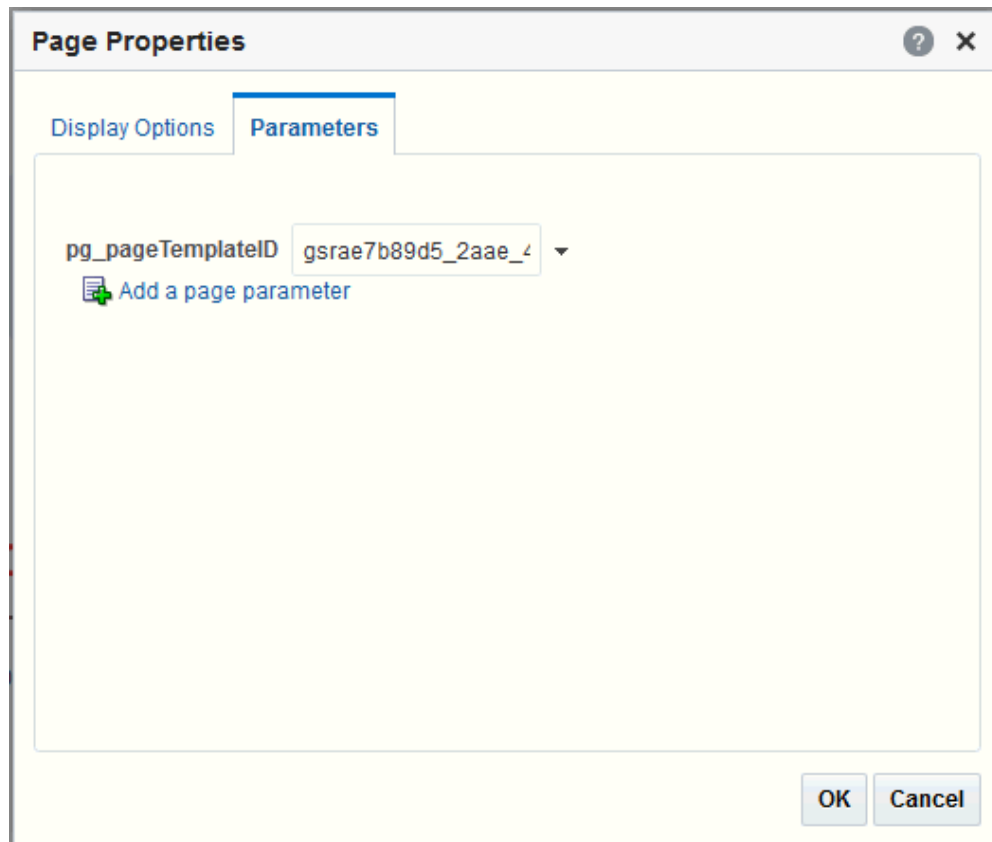 Page Properties
?
Display Options Parameters
pg_pageTemplateID gsrae7b89d5_2aae_
Add a page parameter
OK Cancel